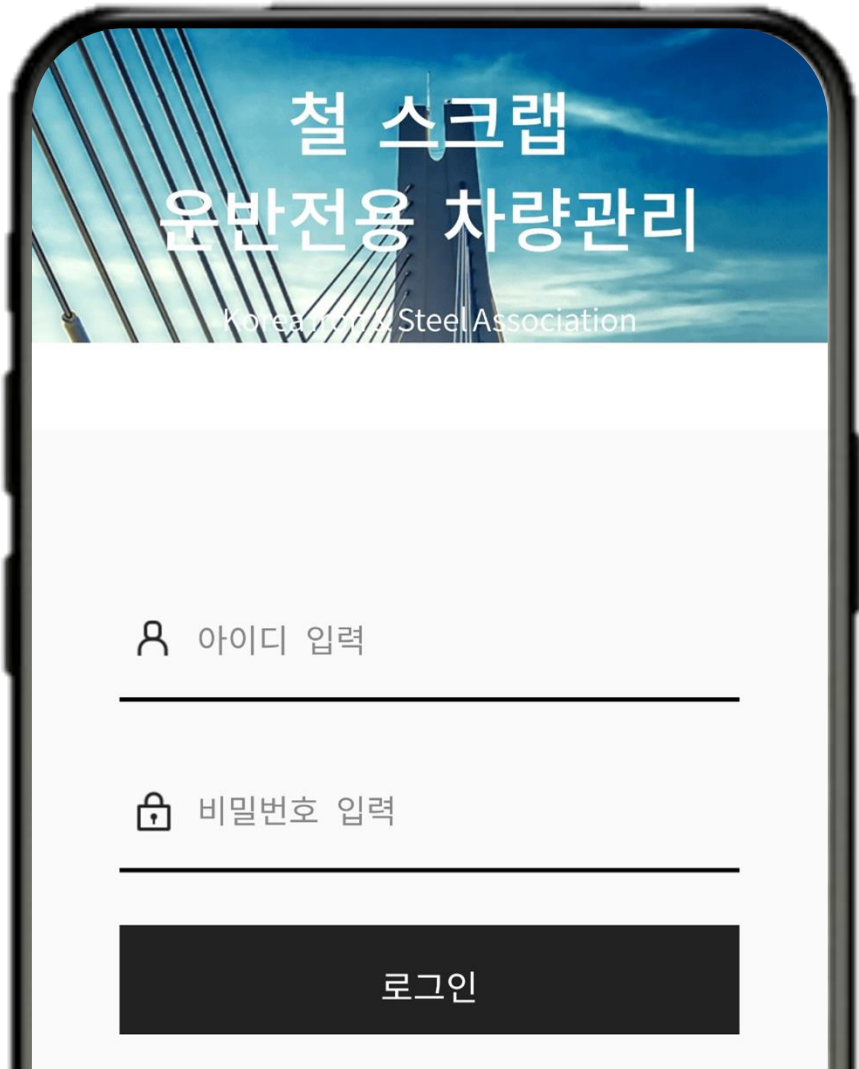 철 스크랩
운반전용 차량관리
Korea Iron & Steel Association
아이디 입력
비밀번호 입력
로그인